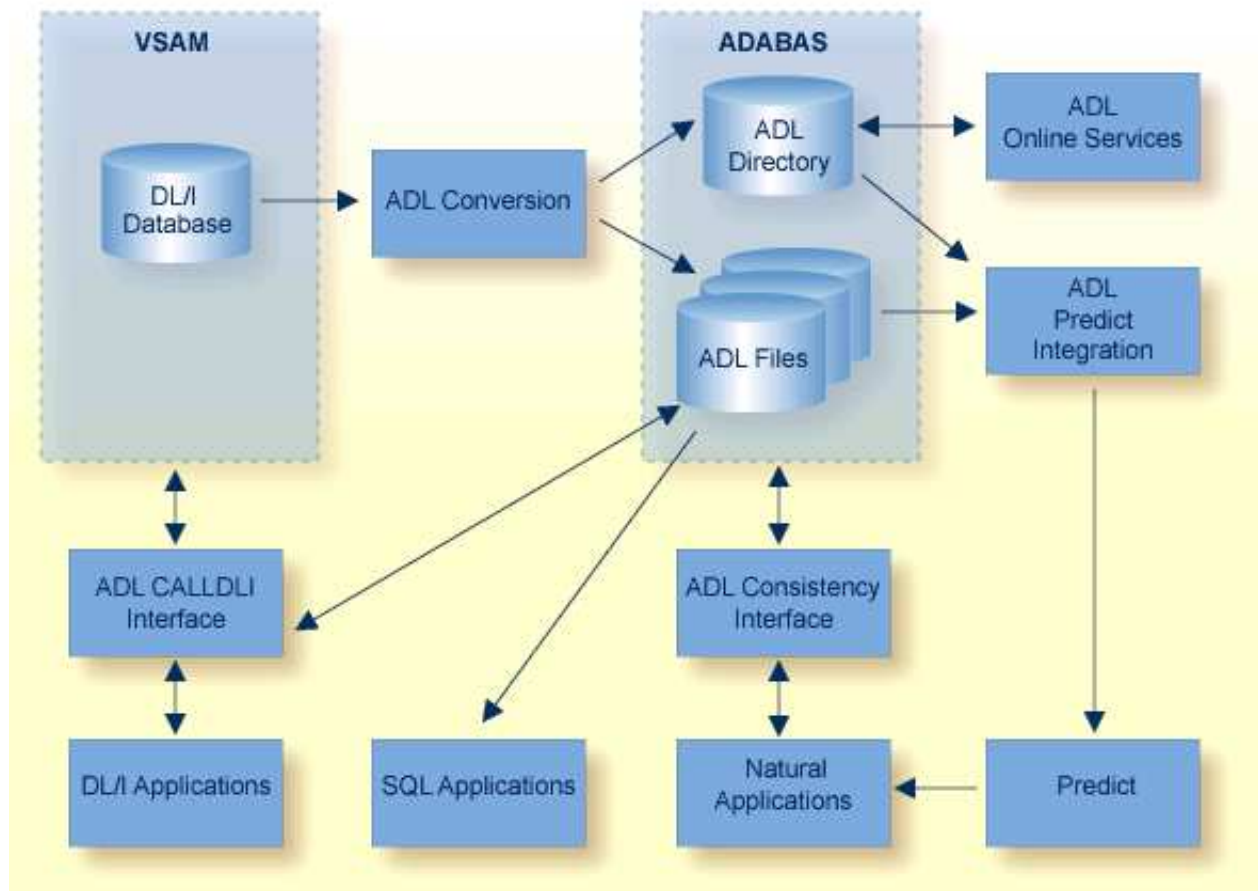 VSAM
ADABAS
DL/I
Database
ADL Conversion
ADL
Directory
ADL
Online Services
ADL Files
ADL
Predict
Integration
ADL CALLDLI
Interface
ADL Consistency
Interface
DL/I Applications
SQL Applications
Natural
Applications
Predict